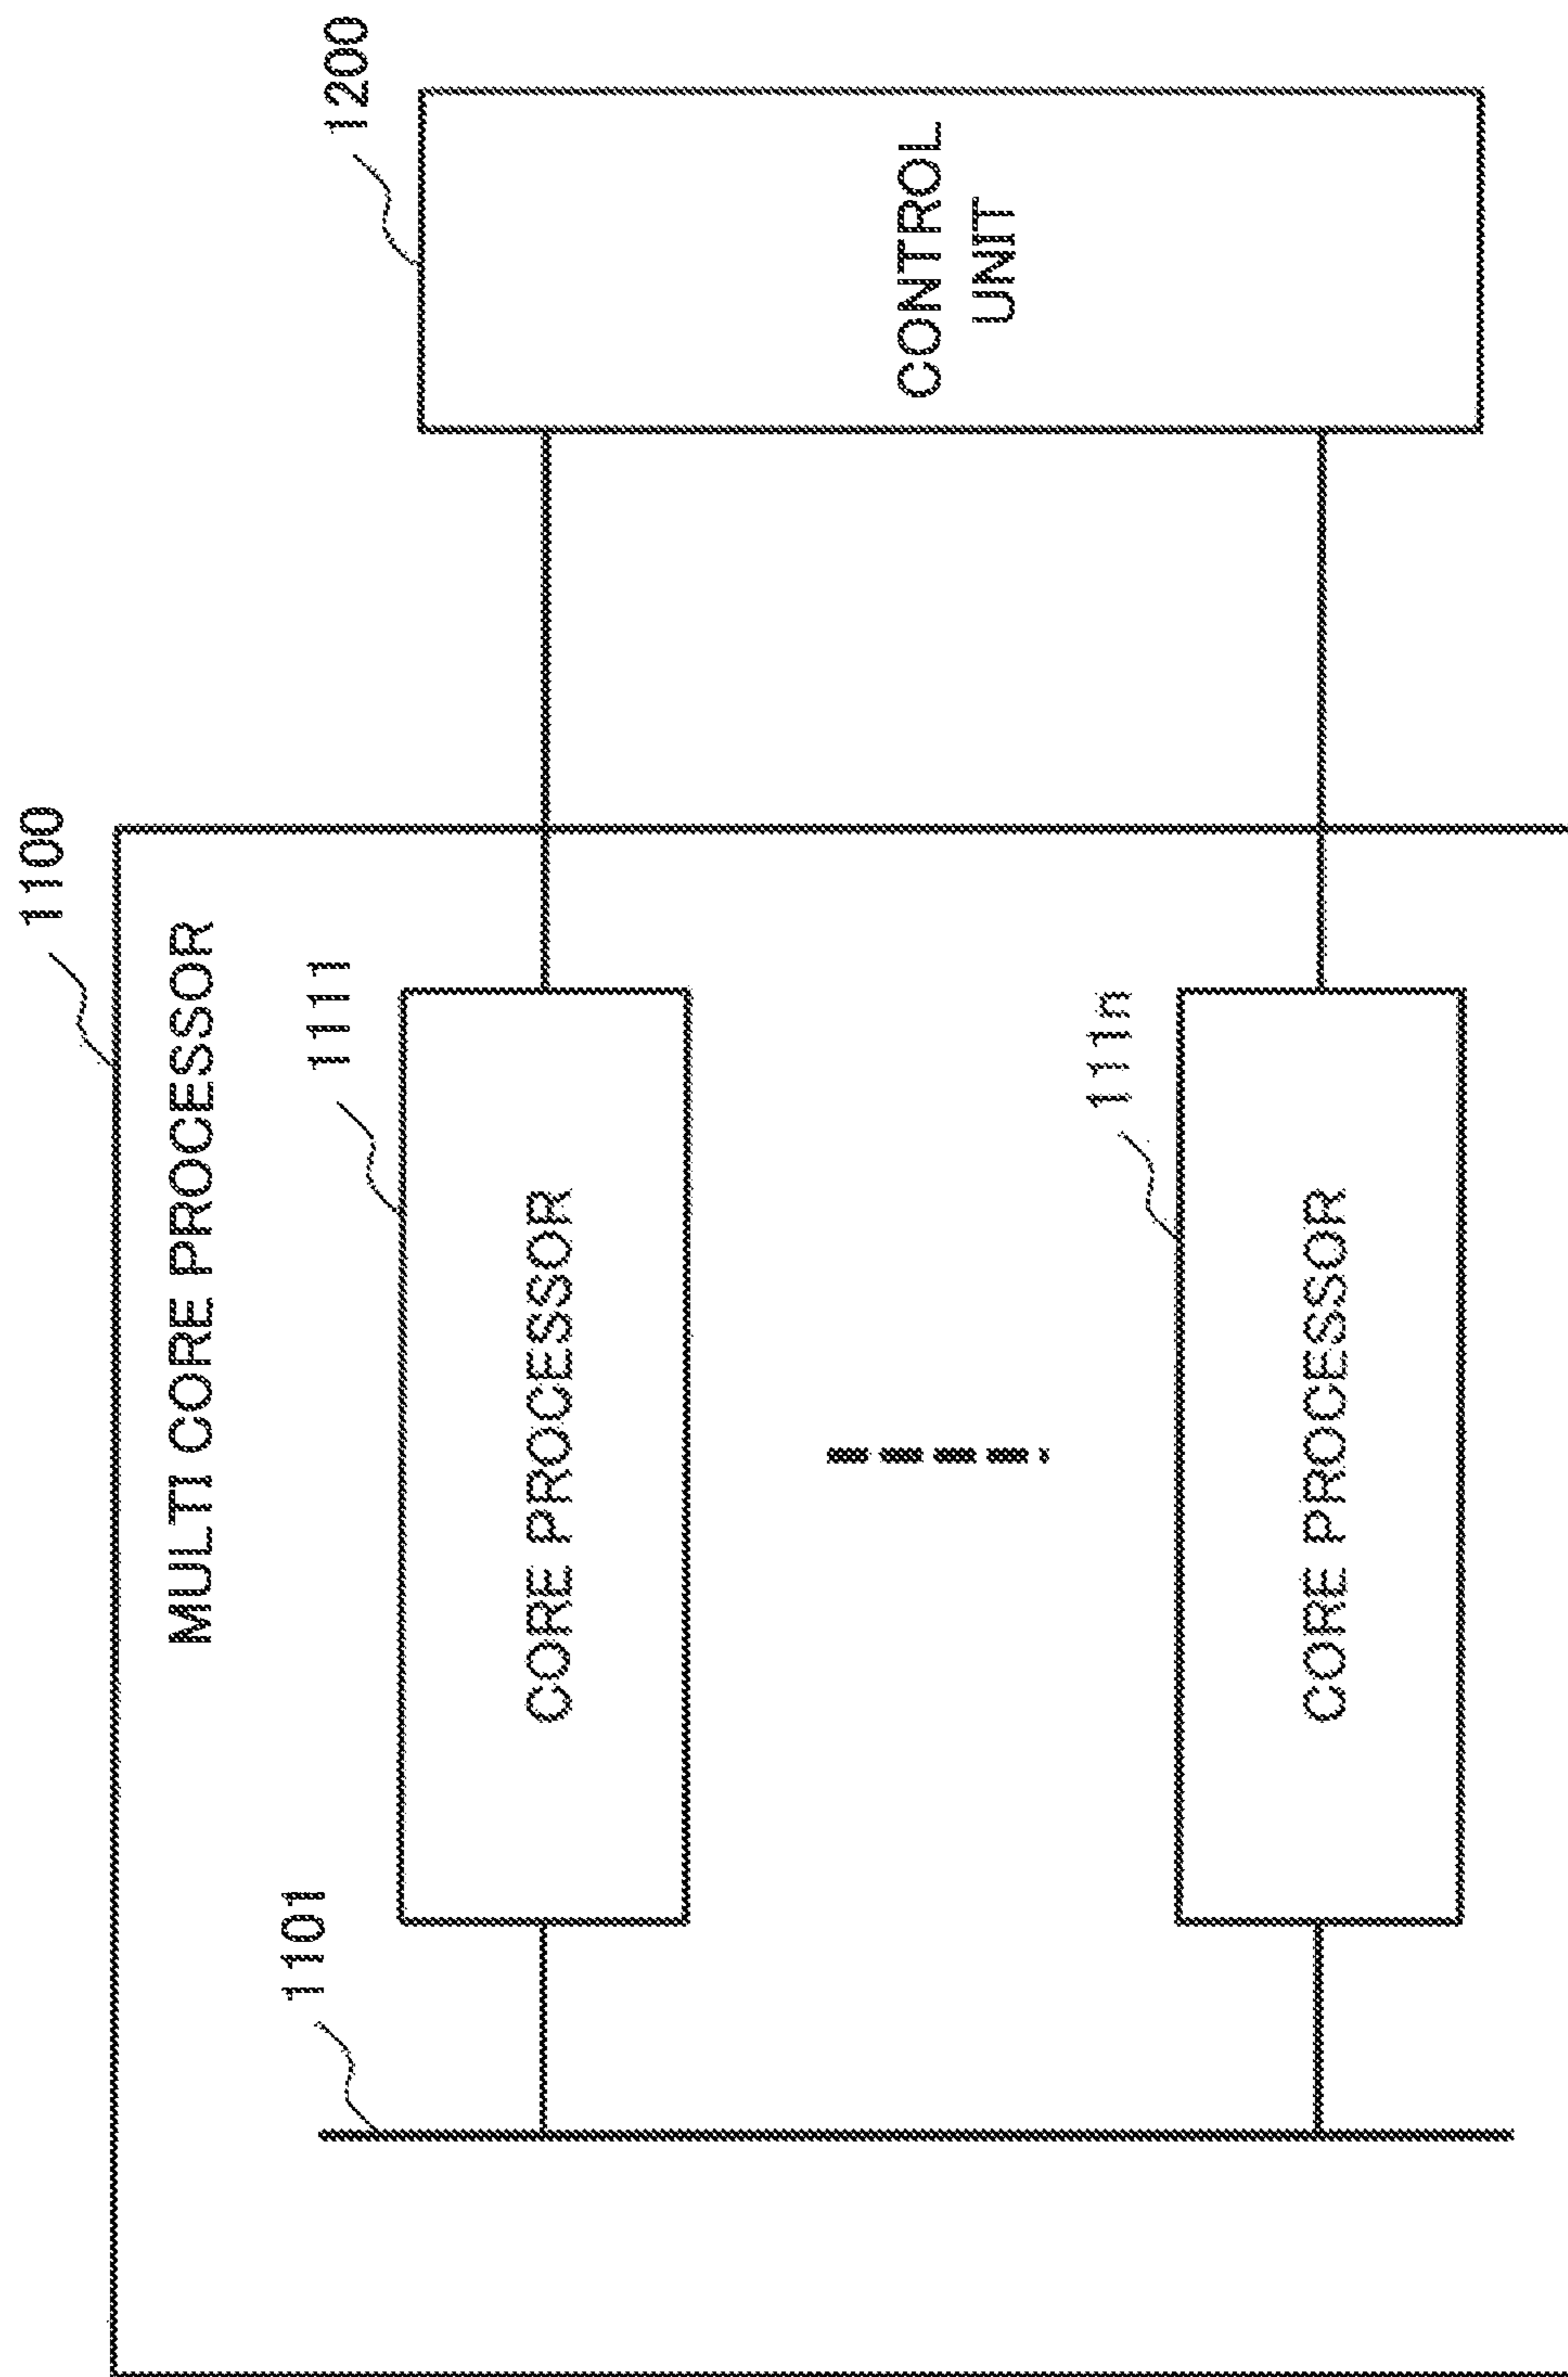 1100
MULTI CORE PROCESSOR
1101
1111
1200
CORE PROCESSOR
CONTROL
UNIT
111n
CORE PROCESSOR